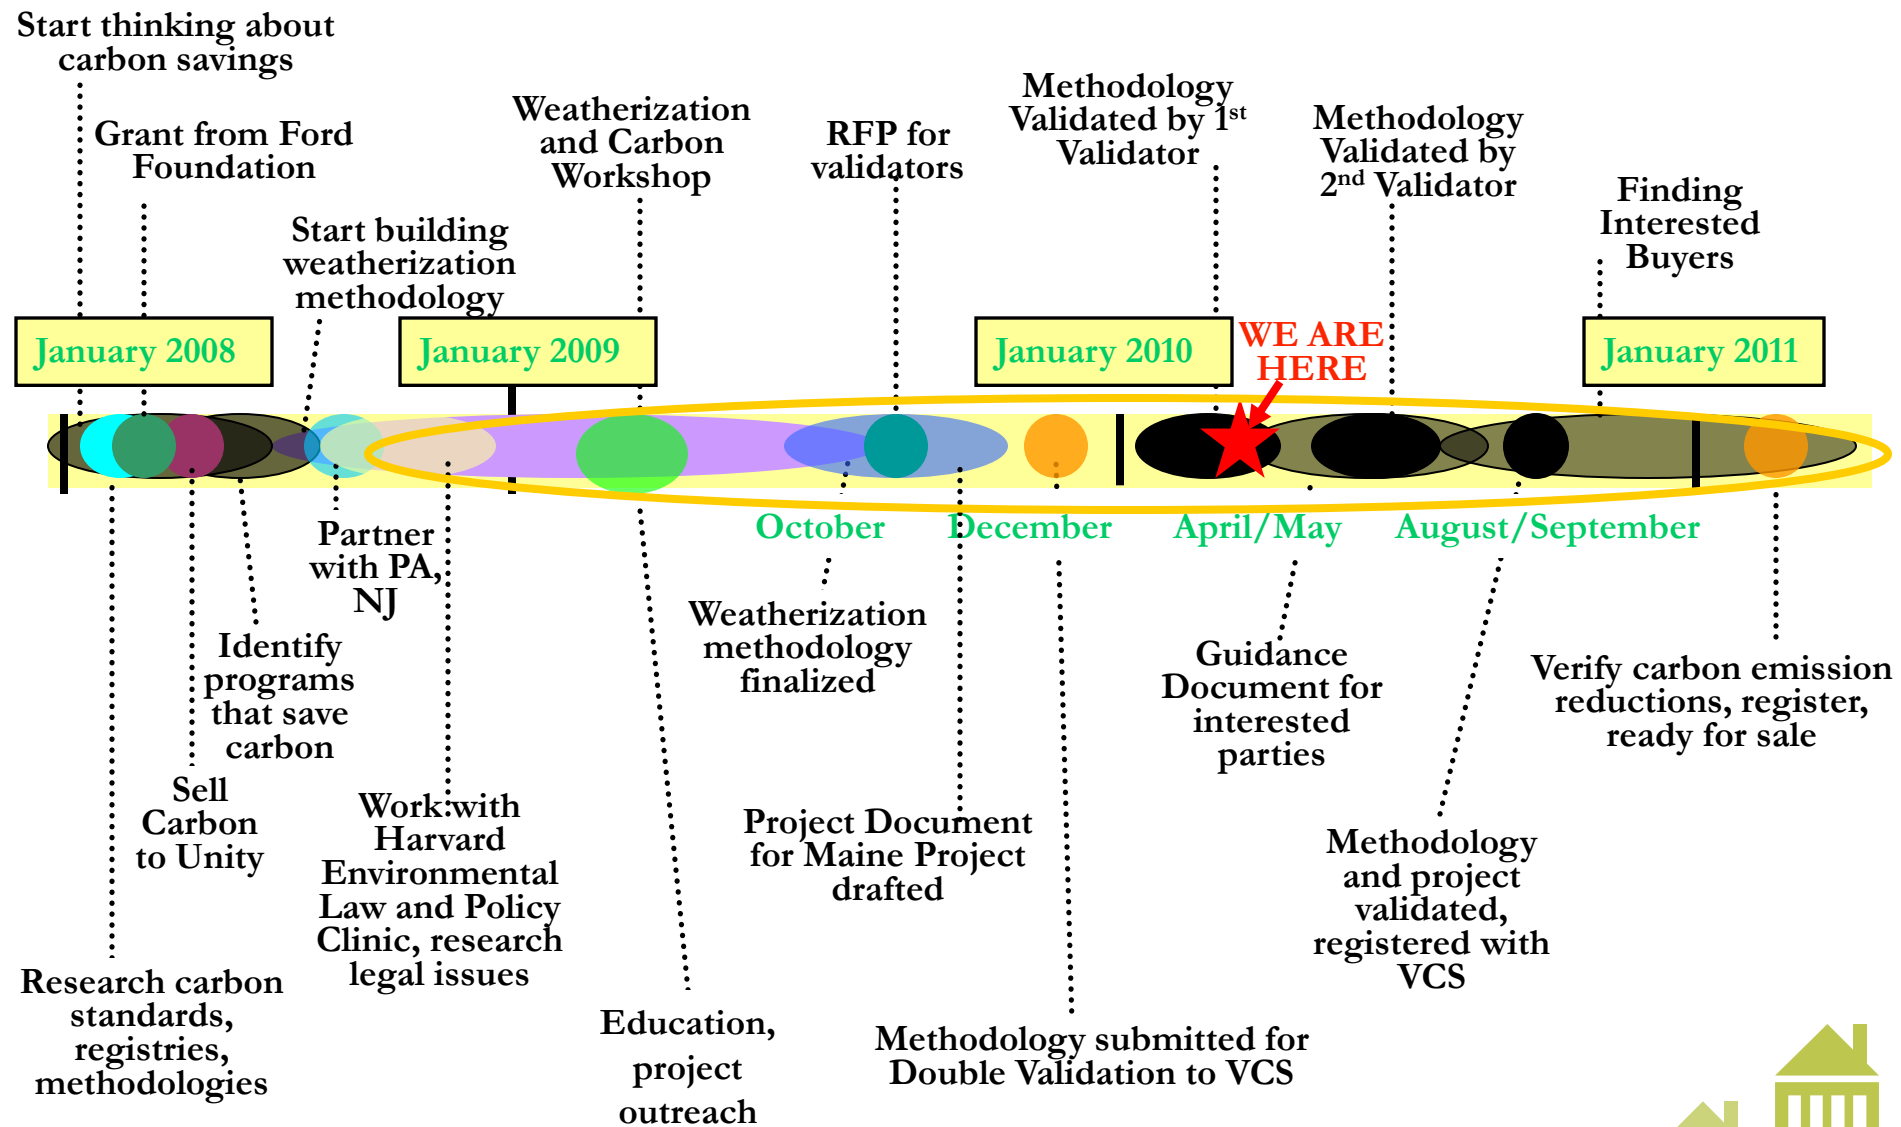 Start thinking about
carbon savings
Grant from Ford
Foundation
Start building
weatherization
methodology
Weatherization
and Carbon
Workshop
RFP for
validators
Methodology
Validated by 1st
Validator
Methodology
Validated by
2nd Validator
Finding
Interested
Buyers
January 2008
January 2009
January 2010
WE ARE
HERE
January 2011
October
December
April/May
August/September
Partner
with PA,
NJ
Identify
programs
that save
carbon
Sell
Carbon
to Unity
Research carbon
standards,
registries,
methodologies
Work with
Harvard
Environmental
Law and Policy
Clinic, research
legal issues
Education,
project
outreach
Weatherization
methodology
finalized
Project Document
for Maine Project
drafted
Methodology submitted for
Double Validation to VCS
Guidance
Document for
interested
parties
Methodology
and project
validated,
registered with
VCS
Verify carbon emission
reductions, register,
ready for sale